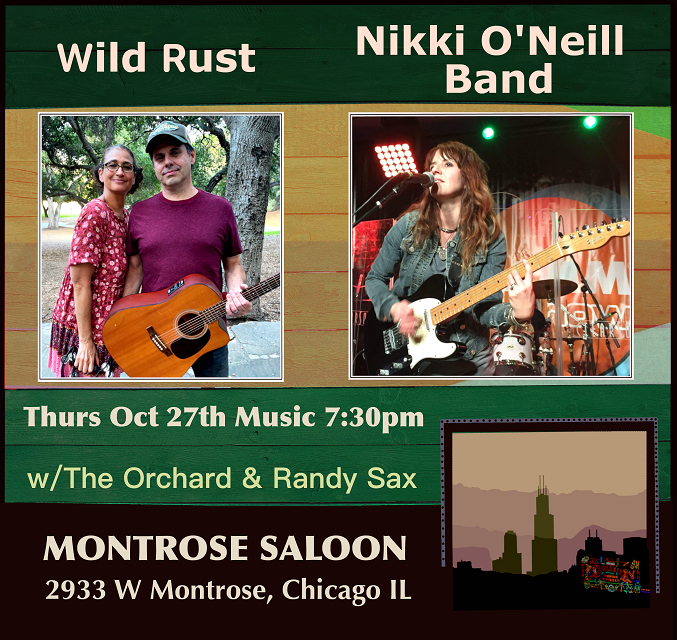 Wild Rust
Nikki O'Neill
Band
Thurs Oct 27th Music 7:30pm
w/The Orchard & Randy Sax
MONTROSE SALOON
2933 W Montrose, Chicago IL